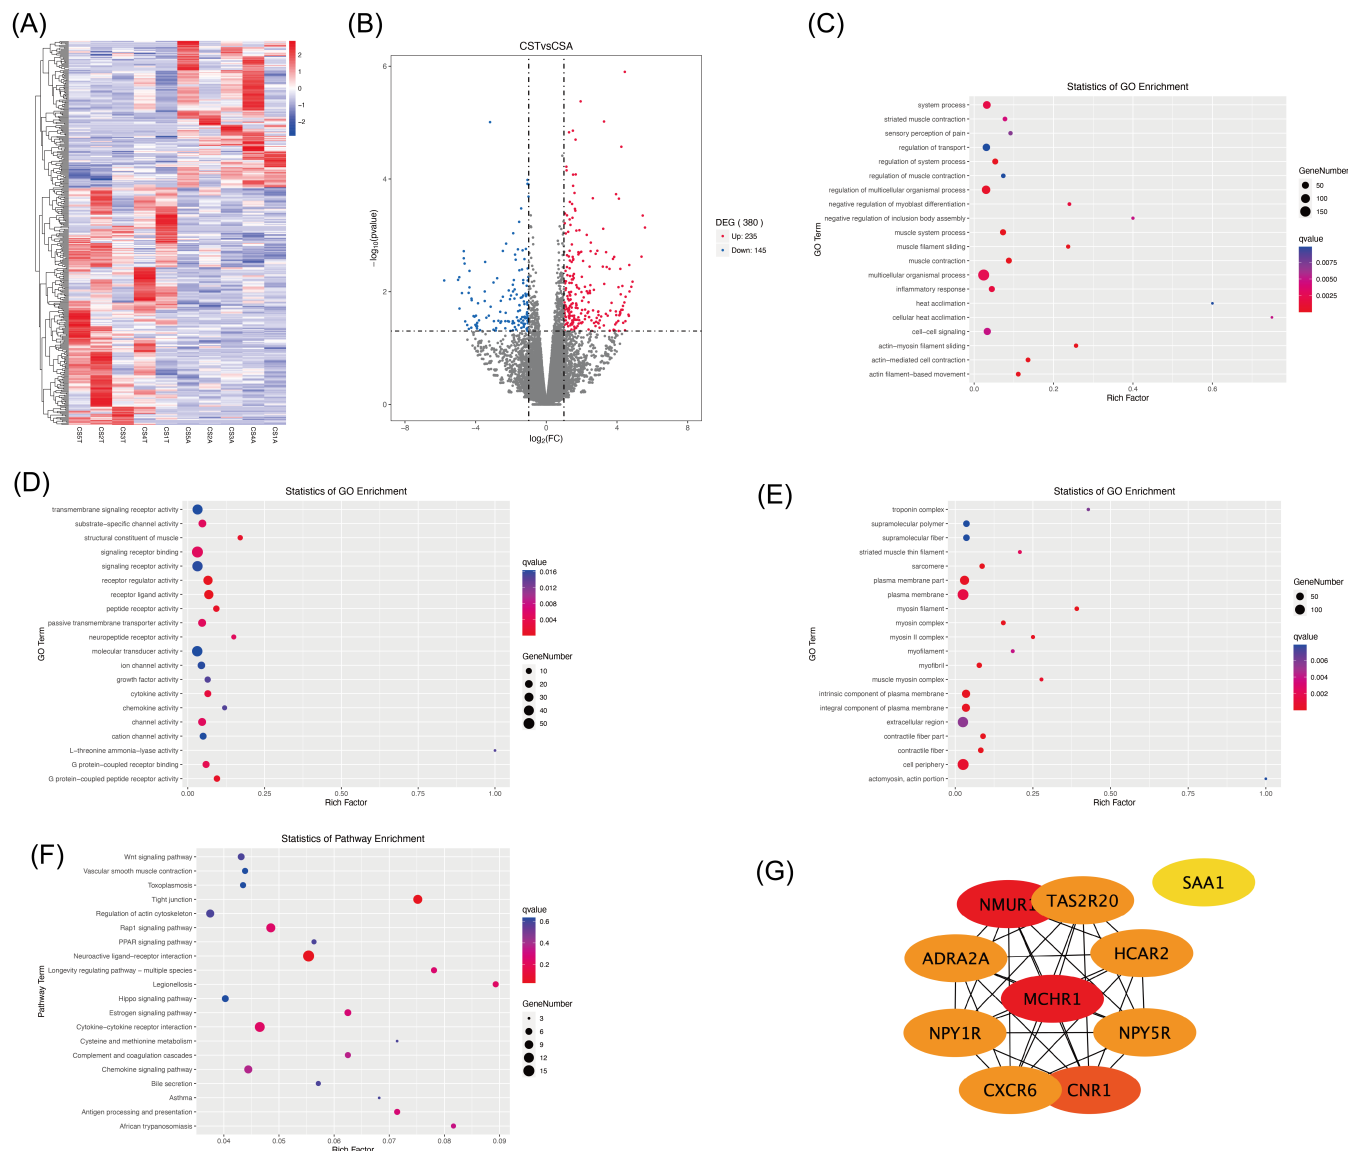 (A)
2
1
0
−1
−2
CS5T
CS2T
CS3T
CS4T
CS1T
CS5A
CS2A
CS3A
CS4A
CS1A
(B)
CSTvsCSA
−log10(pvalue)
6
4
2
0
−8
−4
0
4
8
log2(FC)
DEG ( 380 )
Up: 235
Down: 145
(C)
Statistics of GO Enrichment
GO Term
system process
striated muscle contraction
sensory perception of pain
regulation of transport
regulation of system process
regulation of muscle contraction
regulation of multicellular organismal process
negative regulation of myoblast differentiation
negative regulation of inclusion body assembly
muscle system process
muscle filament sliding
muscle contraction
multicellular organismal process
inflammatory response
heat acclimation
cellular heat acclimation
cell−cell signaling
actin−myosin filament sliding
actin−mediated cell contraction
actin filament−based movement
0.0
0.2
0.4
0.6
Rich Factor
GeneNumber
50
100
150
qvalue
0.0075
0.0050
0.0025
(D)
Statistics of GO Enrichment
GO Term
transmembrane signaling receptor activity
substrate−specific channel activity
structural constituent of muscle
signaling receptor binding
signaling receptor activity
receptor regulator activity
receptor ligand activity
peptide receptor activity
passive transmembrane transporter activity
neuropeptide receptor activity
molecular transducer activity
ion channel activity
growth factor activity
cytokine activity
chemokine activity
channel activity
cation channel activity
L−threonine ammonia−lyase activity
G protein−coupled receptor binding
G protein−coupled peptide receptor activity
0.00
0.25
0.50
0.75
1.00
Rich Factor
qvalue
0.016
0.012
0.008
0.004
GeneNumber
10
20
30
40
50
(E)
Statistics of GO Enrichment
GO Term
troponin complex
supramolecular polymer
supramolecular fiber
striated muscle thin filament
sarcomere
plasma membrane part
plasma membrane
myosin filament
myosin complex
myosin II complex
myofilament
myofibril
muscle myosin complex
intrinsic component of plasma membrane
integral component of plasma membrane
extracellular region
contractile fiber part
contractile fiber
cell periphery
actomyosin, actin portion
0.00
0.25
0.50
0.75
1.00
Rich Factor
GeneNumber
50
100
qvalue
0.006
0.004
0.002
(F)
Statistics of Pathway Enrichment
Pathway Term
Wnt signaling pathway
Vascular smooth muscle contraction
Toxoplasmosis
Tight junction
Regulation of actin cytoskeleton
Rap1 signaling pathway
PPAR signaling pathway
Neuroactive ligand−receptor interaction
Longevity regulating pathway − multiple species
Legionellosis
Hippo signaling pathway
Estrogen signaling pathway
Cytokine−cytokine receptor interaction
Cysteine and methionine metabolism
Complement and coagulation cascades
Chemokine signaling pathway
Bile secretion
Asthma
Antigen processing and presentation
African trypanosomiasis
0.04
0.05
0.06
0.07
0.08
0.09
Rich Factor
qvalue
0.6
0.4
0.2
GeneNumber
3
6
9
12
15
(G)
SAA1
NMUR1
TAS2R20
ADRA2A
HCAR2
MCHR1
NPY1R
NPY5R
CXCR6
CNR1